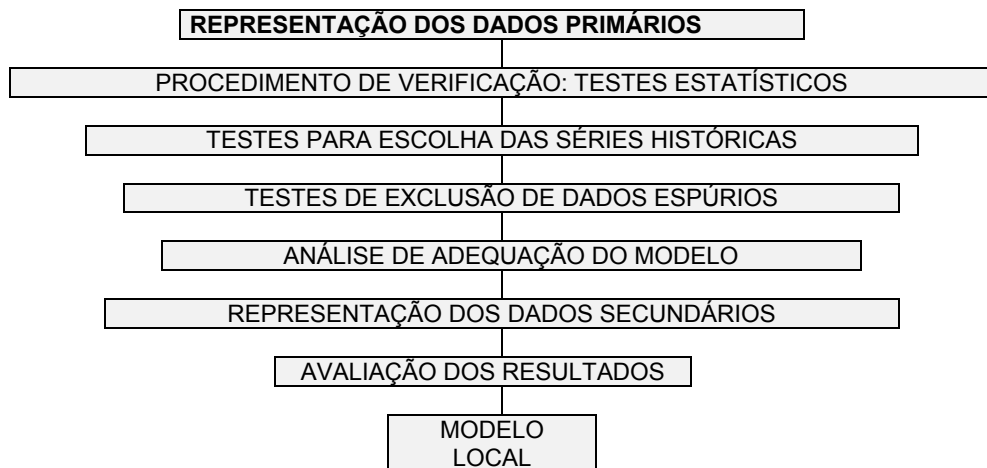 REPRESENTAÇÃO DOS DADOS PRIMÁRIOS
PROCEDIMENTO DE VERIFICAÇÃO: TESTES ESTATÍSTICOS
TESTES PARA ESCOLHA DAS SÉRIES HISTÓRICAS
TESTES DE EXCLUSÃO DE DADOS ESPÚRIOS
ANÁLISE DE ADEQUAÇÃO DO MODELO
REPRESENTAÇÃO DOS DADOS SECUNDÁRIOS
AVALIAÇÃO DOS RESULTADOS
MODELO
LOCAL